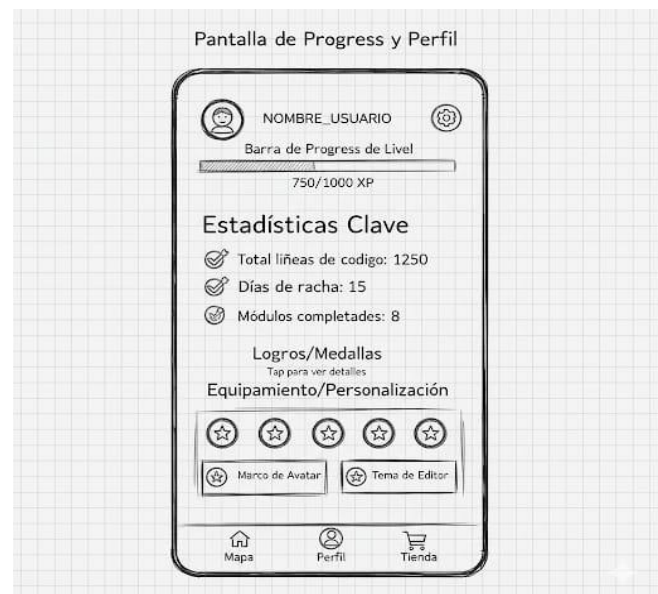 Pantalla de Progress y Perfil
NOMBRE_USUARIO
Barra de Progress de Livel
750/1000 XP
Estadísticas Clave
Total liñeas de codigo: 1250
Días de racha: 15
Módulos completades: 8
Logros/Medallas
Tap para ver detalles
Equipamiento/Personalización
Marco de Avatar
Tema de Editor
Mapa
Perfil
Tienda